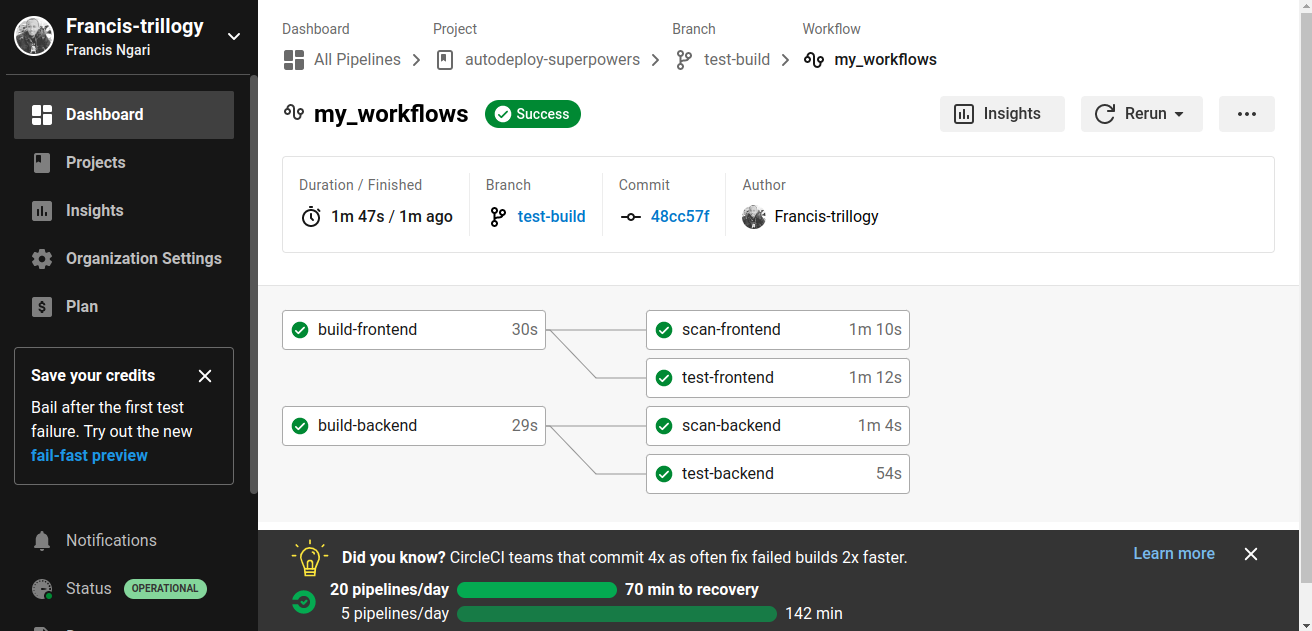 Francis-trillogy
Francis Ngari
Dashboard
Projects
Insights
Organization Settings
Plan
Save your credits
Bail after the first test
failure. Try out the new
fail-fast preview
Notifications
Status OPERATIONAL
Dashboard Project Branch Workflow
All Pipelines autodeploy-superpowers test-build my_workflows
my_workflows Success Insights Rerun
Duration / Finished Branch Commit Author
1m 47s / 1m ago test-build 48cc57f Francis-trillogy
build-frontend 30s scan-frontend 1m 10s
test-frontend 1m 12s
build-backend 29s scan-backend 1m 4s
test-backend 54s
Did you know? CircleCI teams that commit 4x as often fix failed builds 2x faster. Learn more
20 pipelines/day 70 min to recovery
5 pipelines/day 142 min